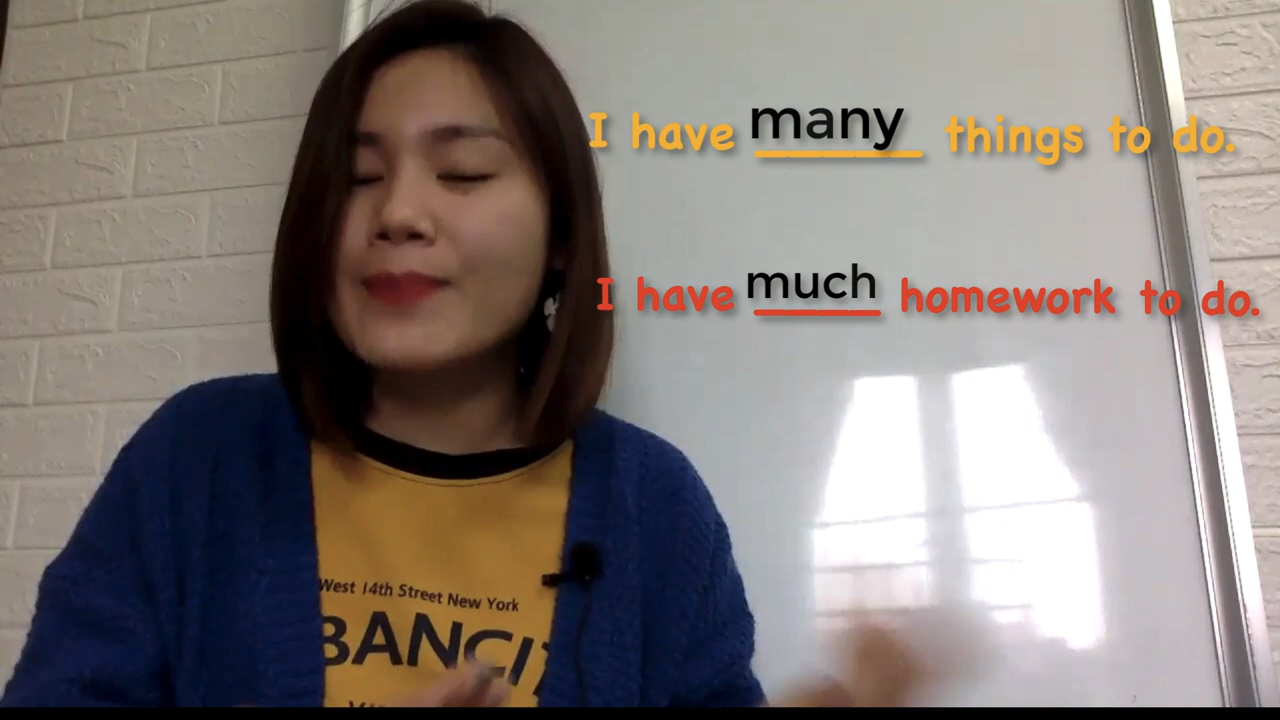 I have many things to do.
I have much homework to do.
West 14th Street New York